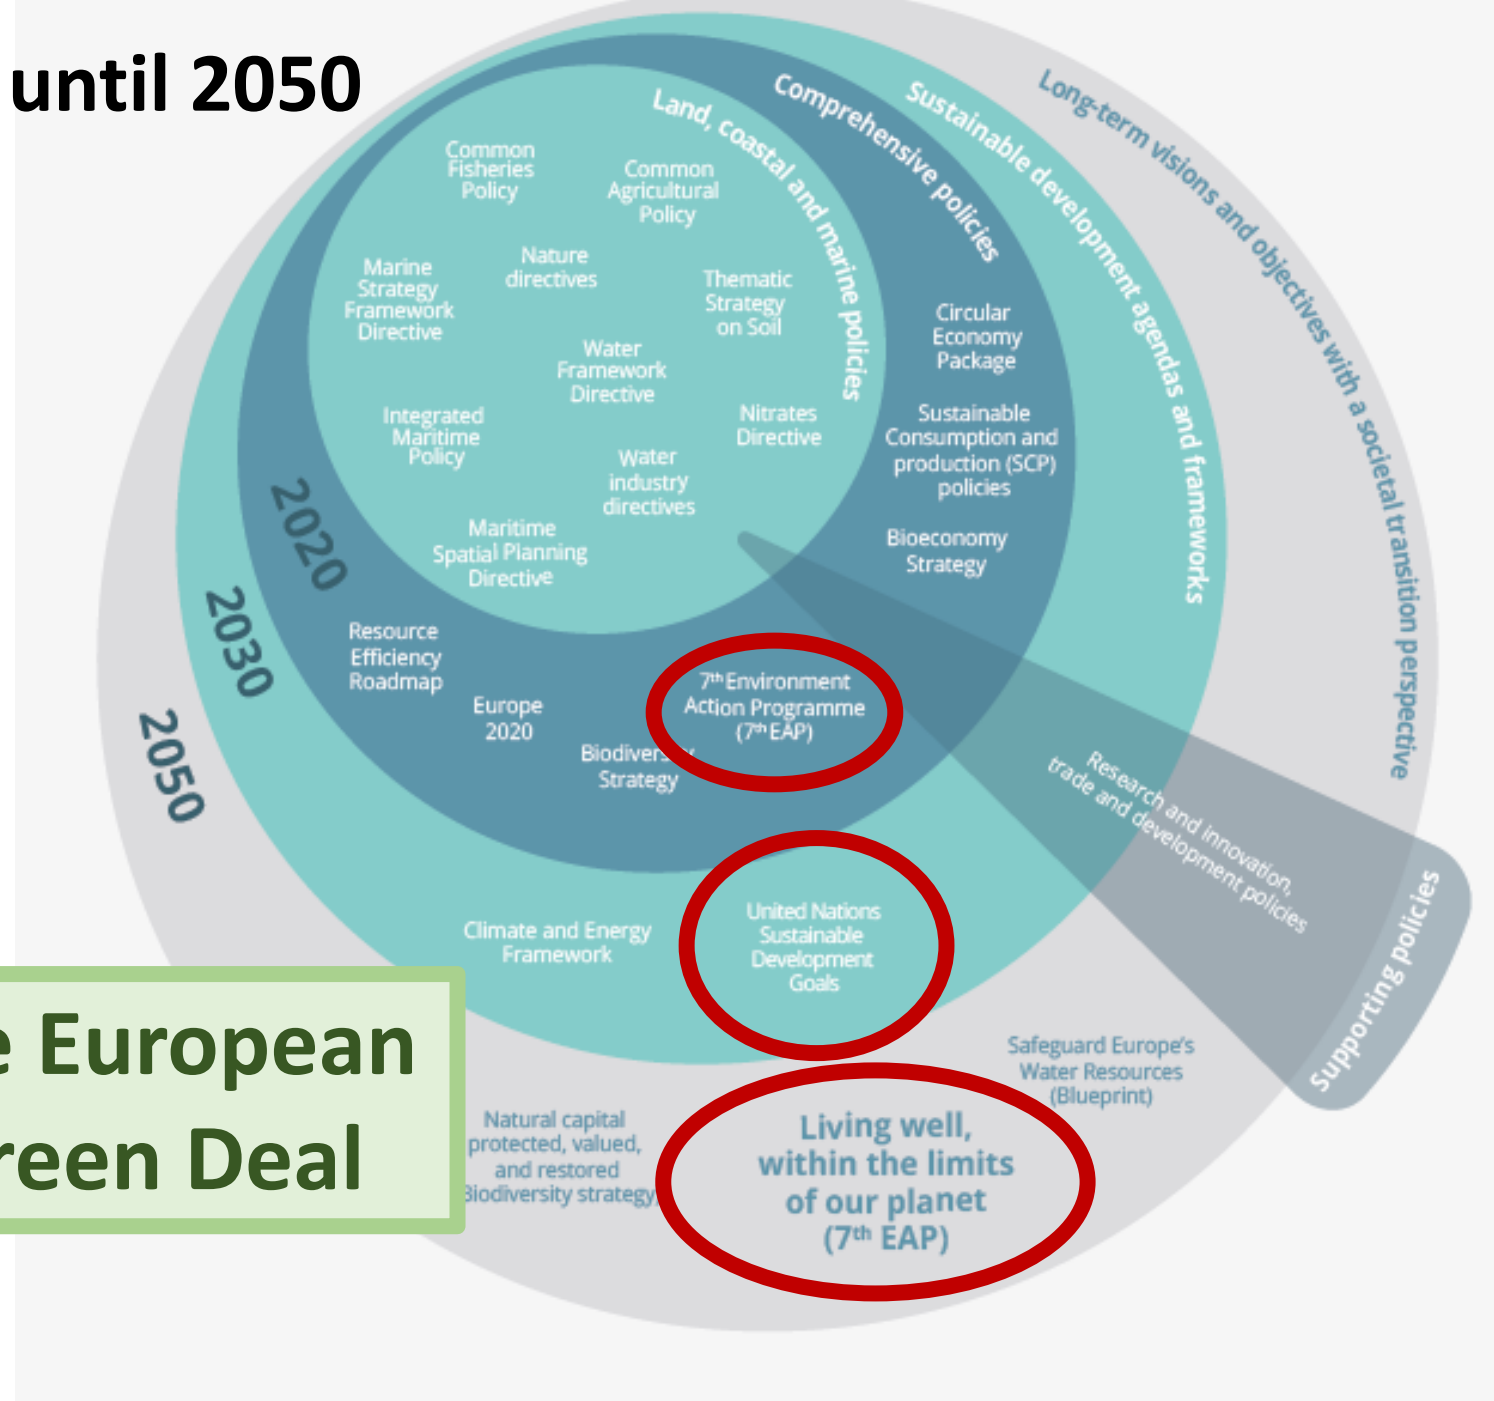 until 2050
Long-term visions and objectives with a societal transition perspective
Sustainable development agendas and frameworks
Comprehensive policies
Land, coastal and marine policies
Common
Fisheries
Policy
Common
Agricultural
Policy
Nature
directives
Marine
Strategy
Framework
Directive
Thematic
Strategy
on Soil
Water
Framework
Directive
Integrated
Maritime
Policy
Nitrates
Directive
Water
industry
directives
Maritime
Spatial Planning
Directive
Circular
Economy
Package
Sustainable
Consumption and
production (SCP)
policies
Bioeconomy
Strategy
2020
2030
2050
Resource
Efficiency
Roadmap
Europe
2020
Biodiversity
Strategy
7th Environment
Action Programme
(7th EAP)
Research and innovation,
trade and development policies
Supporting policies
Climate and Energy
Framework
United Nations
Sustainable
Development
Goals
European
Deal
Safeguard Europe's
Water Resources
(Blueprint)
Natural capital
protected, valued,
and restored
Biodiversity strategy
Living well,
within the limits
of our planet
(7th EAP)